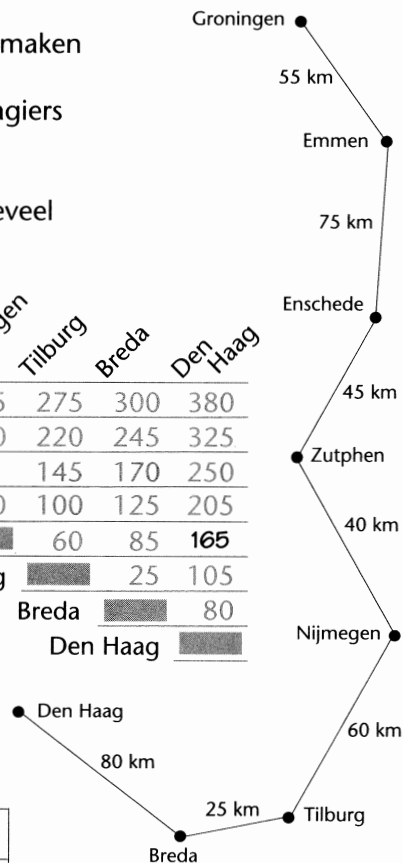 maken
Groningen
55 km
Emmen
75 km
Tilburg Breda Den Haag
275 300 380
220 245 325
145 170 250
100 125 205
60 85 165
25 105
Breda 80
Den Haag
Enschede
45 km
Zutphen
40 km
Nijmegen
60 km
Den Haag
80 km
25 km
Tilburg
Breda